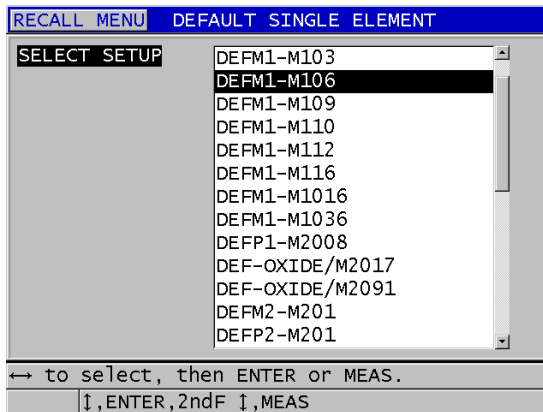 RECALL MENU DEFAULT SINGLE ELEMENT
SELECT SETUP
DEFM1-M103
DEFM1-M106
DEFM1-M109
DEFM1-M110
DEFM1-M112
DEFM1-M116
DEFM1-M1016
DEFM1-M1036
DEFP1-M2008
DEF-OXIDE/M2017
DEF-OXIDE/M2091
DEFM2-M201
DEFP2-M201
↔ to select, then ENTER or MEAS.
↕,ENTER,2ndF ↕,MEAS